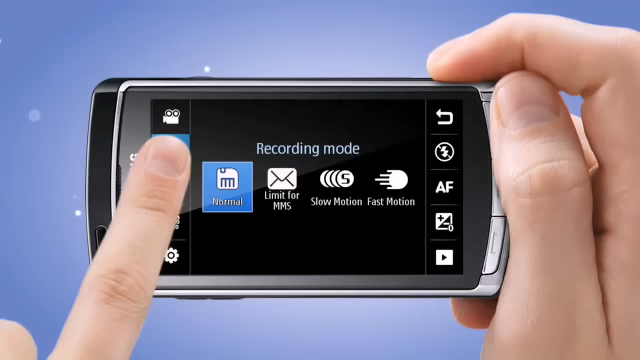 Recording mode
Normal
Limit for
MMS
Slow Motion
Fast Motion
AF